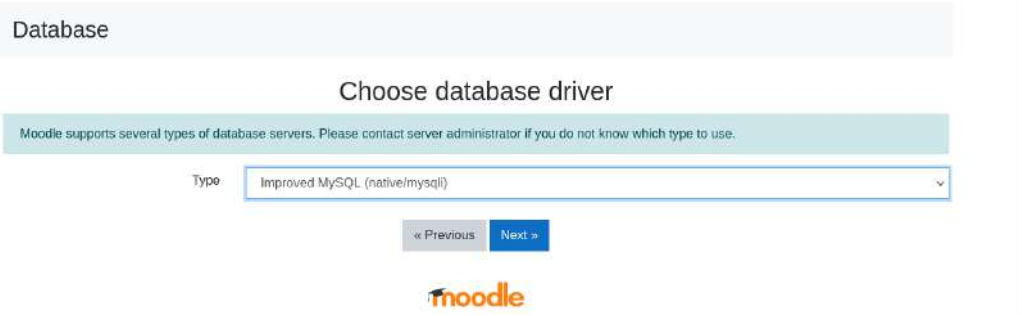 Database
Choose database driver
Moodle supports several types of database servers. Please contact server administrator if you do not know which type to use.
Type
Improved MySQL (native/mysqli)
« Previous
Next »
moodle